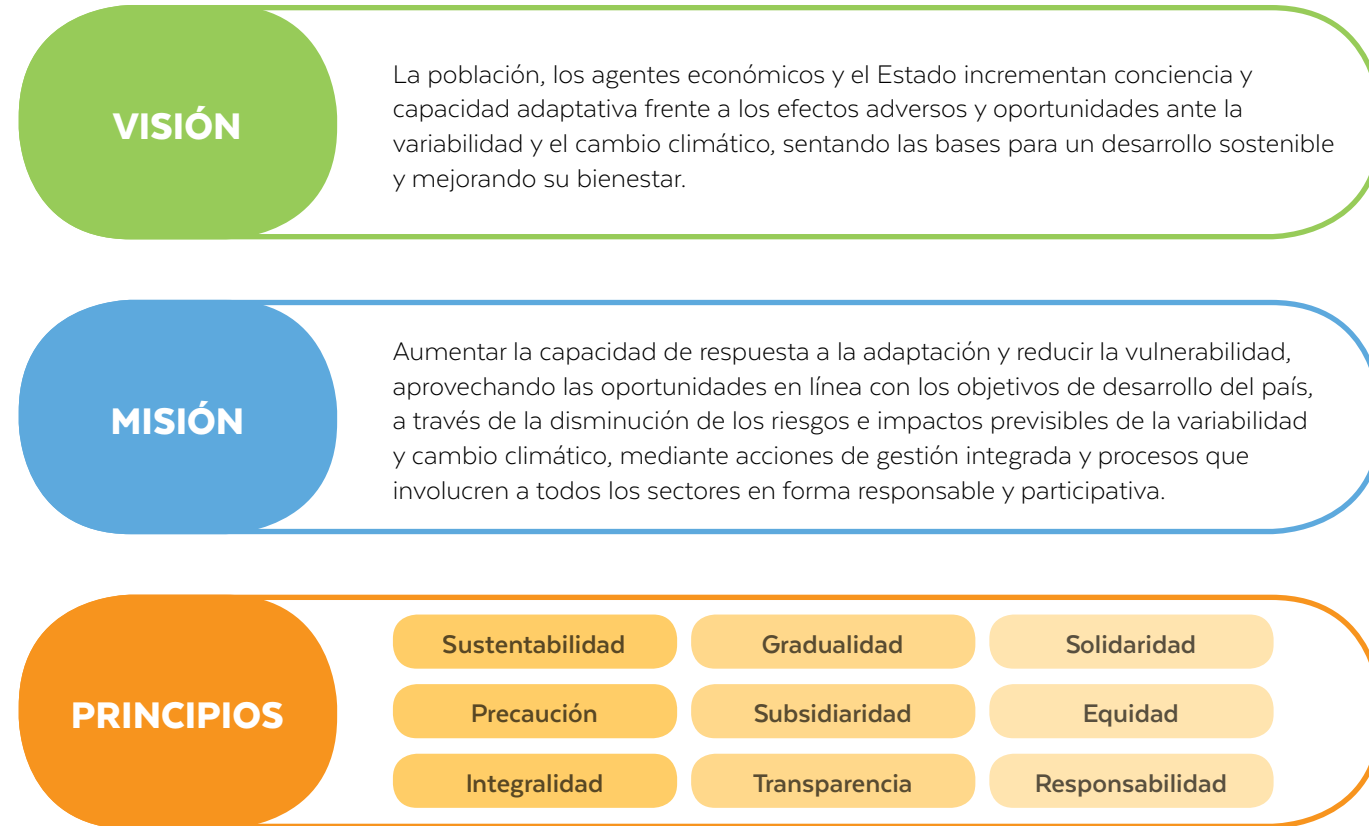 VISIÓN
La población, los agentes económicos y el Estado incrementan conciencia y
capacidad adaptativa frente a los efectos adversos y oportunidades ante la
variabilidad y el cambio climático, sentando las bases para un desarrollo sostenible
y mejorando su bienestar.
MISIÓN
Aumentar la capacidad de respuesta a la adaptación y reducir la vulnerabilidad,
aprovechando las oportunidades en línea con los objetivos de desarrollo del país,
a través de la disminución de los riesgos e impactos previsibles de la variabilidad
y cambio climático, mediante acciones de gestión integrada y procesos que
involucren a todos los sectores en forma responsable y participativa.
PRINCIPIOS
Sustentabilidad
Gradualidad
Solidaridad
Precaución
Subsidiaridad
Equidad
Integralidad
Transparencia
Responsabilidad